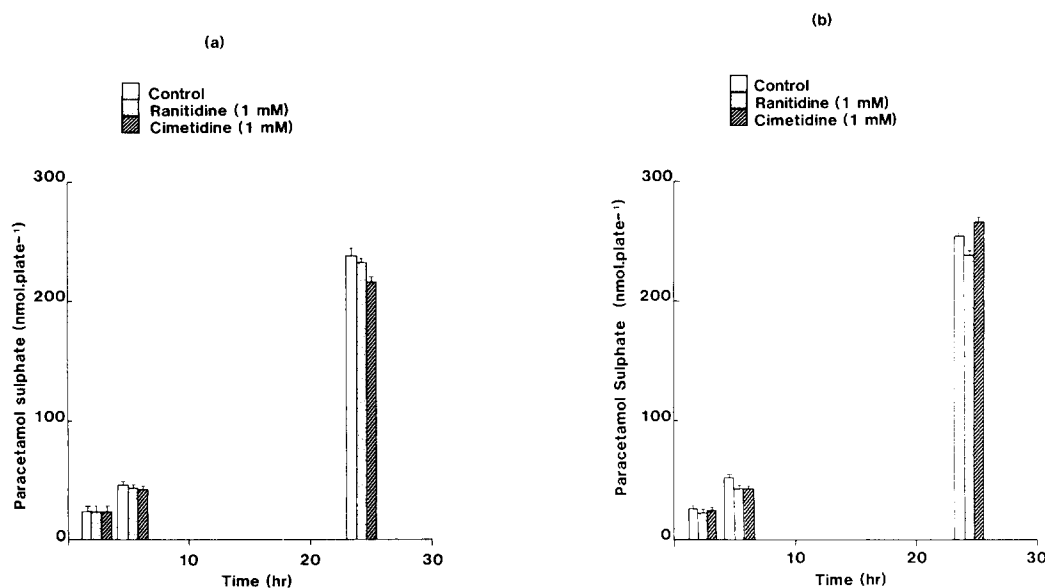 (a)
Control
Ranitidine (1 mM)
Cimetidine (1 mM)
300
200
100
0
Paracetamol sulphate (nmol.plate-¹)
10
20
30
Time (hr)
(b)
Control
Ranitidine (1 mM)
Cimetidine (1 mM)
300
200
100
0
Paracetamol Sulphate (nmol.plate-¹)
10
20
30
Time (hr)